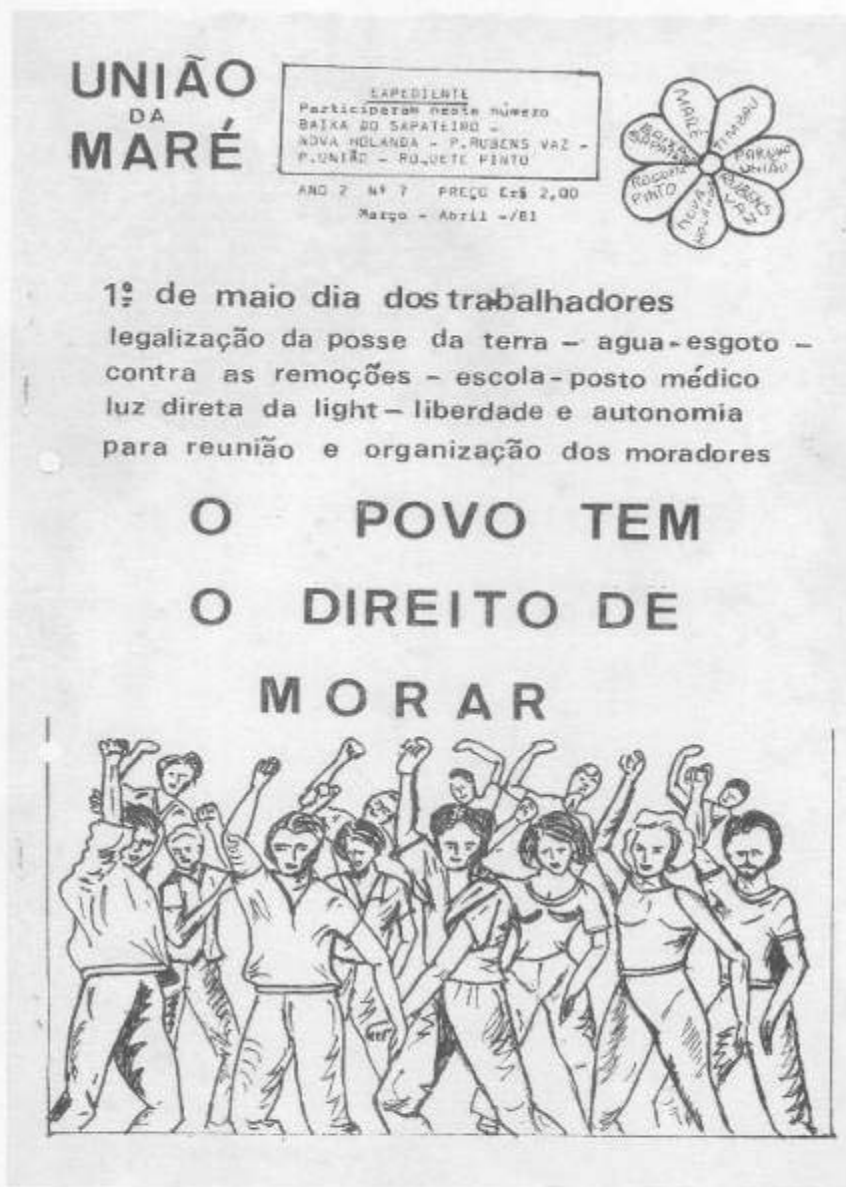 UNIÃO
DA
MARÉ
EXPEDIENTE
Participaram neste número
BAIXA DO SAPATEIRO -
NOVA HOLANDA - P.RUBENS VAZ -
P.UNIÃO - ROQUETE PINTO
ANO 2 Nº 7 PREÇO Cr$ 2,00
Março - Abril -/81
MARÉ
TIMBAU
PARQUE
UNIÃO
RUBENS
VAZ
NOVA
HOLANDA
ROQUETE
PINTO
BAIXA
SAPATEIRO
1º de maio dia dos trabalhadores
legalização da posse da terra – agua-esgoto –
contra as remoções – escola-posto médico
luz direta da light – liberdade e autonomia
para reunião e organização dos moradores
O POVO TEM
O DIREITO DE
MORAR